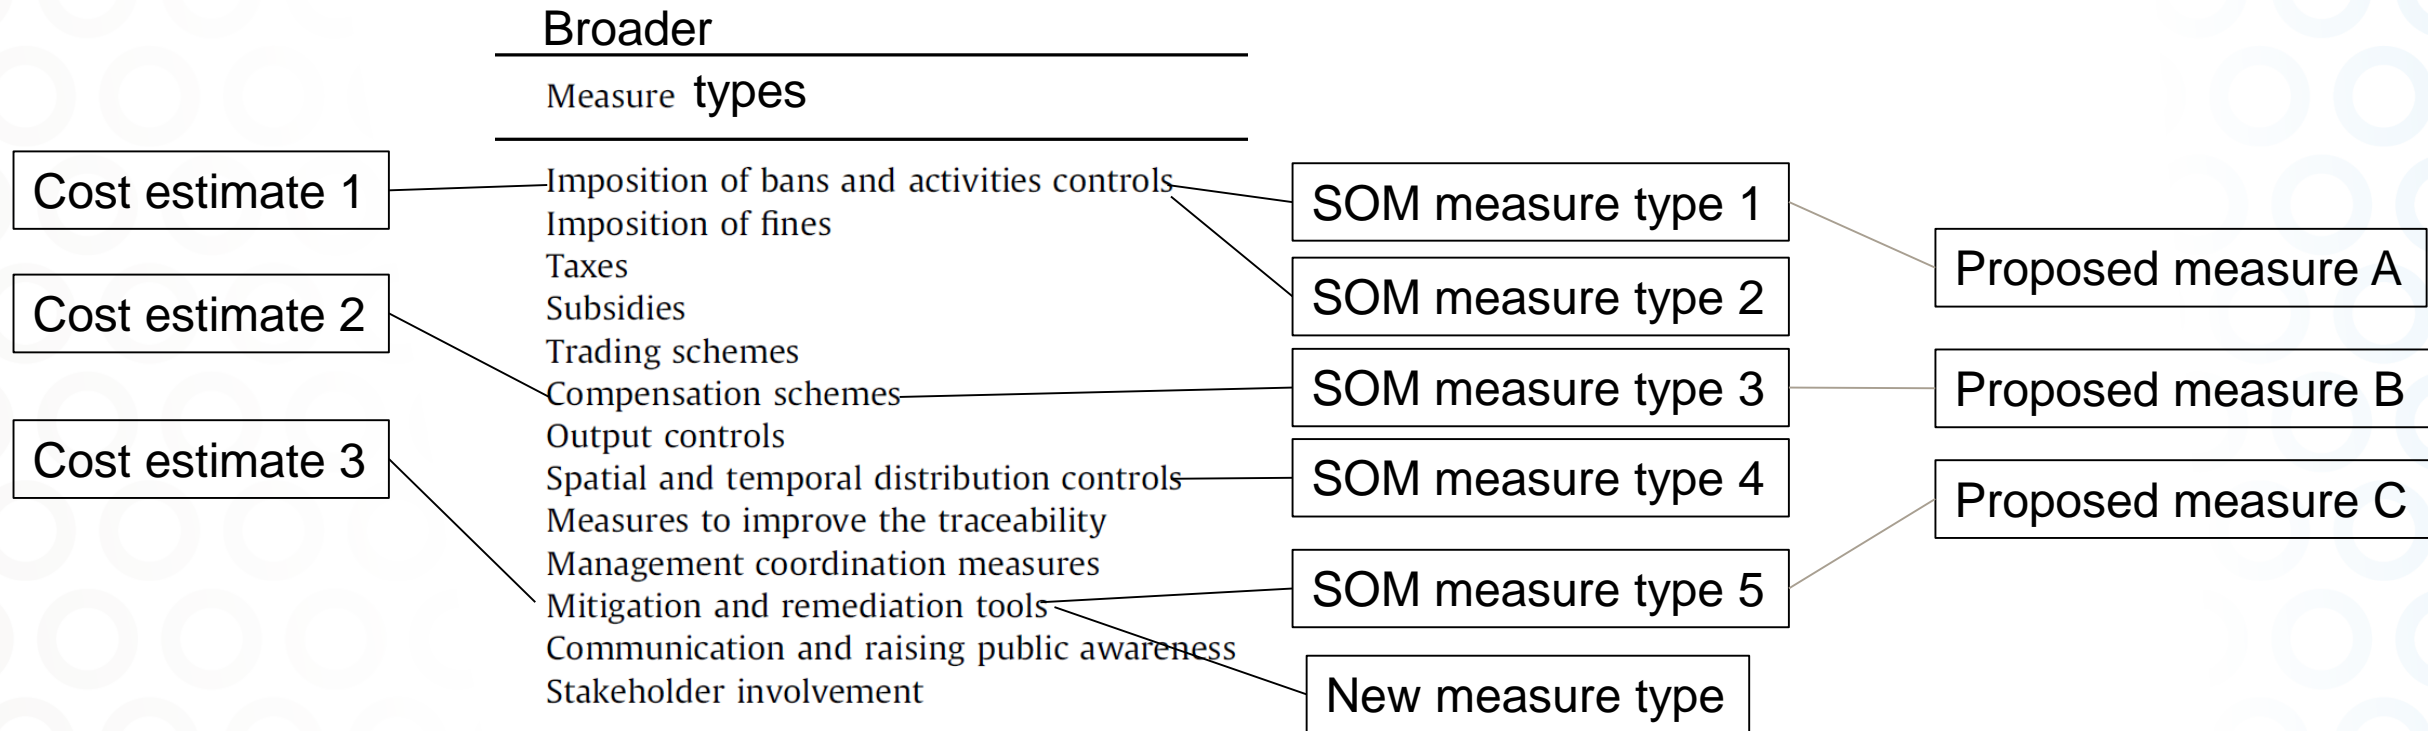 Broader
Measure types
Cost estimate 1
Cost estimate 2
Cost estimate 3
Imposition of bans and activities controls
Imposition of fines
Taxes
Subsidies
Trading schemes
Compensation schemes
Output controls
Spatial and temporal distribution controls
Measures to improve the traceability
Management coordination measures
Mitigation and remediation tools
Communication and raising public awareness
Stakeholder involvement
SOM measure type 1
SOM measure type 2
SOM measure type 3
SOM measure type 4
SOM measure type 5
New measure type
Proposed measure A
Proposed measure B
Proposed measure C